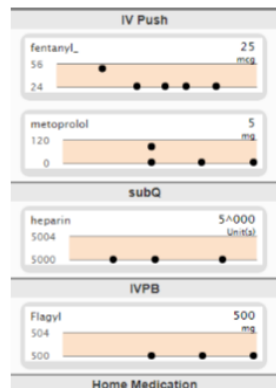 IV Push
fentanyl_ 25
mcg
56
24
metoprolol 5
mg
120
0
subQ
heparin 5^000
Unit(s)
5004
5000
IVPB
Flagyl 500
mg
504
500
Home Medication